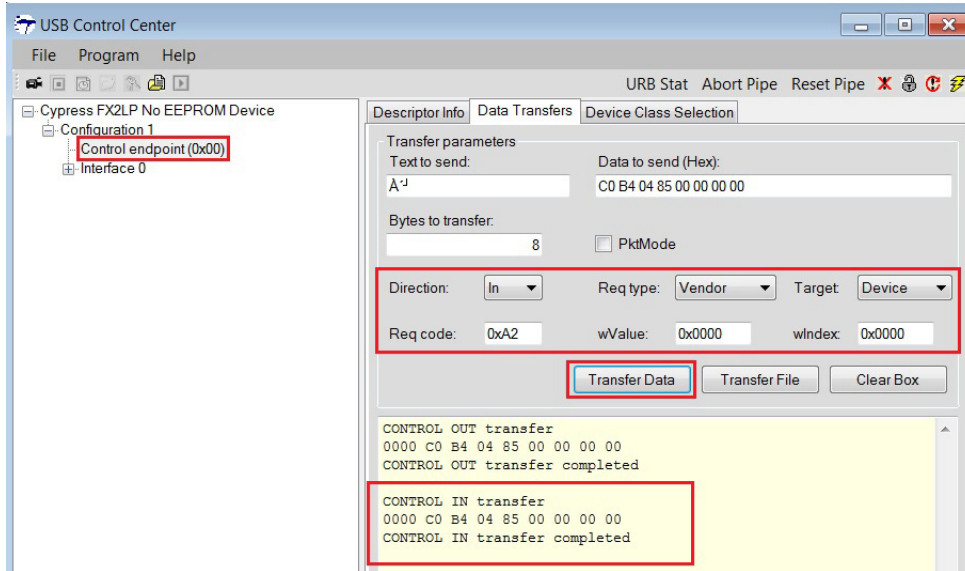 USB Control Center
File Program Help
URB Stat Abort Pipe Reset Pipe
Cypress FX2LP No EEPROM Device
Configuration 1
Control endpoint (0x00)
Interface 0
Descriptor Info Data Transfers Device Class Selection
Transfer parameters
Text to send: Data to send (Hex):
C0 B4 04 85 00 00 00 00
Bytes to transfer:
8 PktMode
Direction: In Req type: Vendor Target: Device
Req code: 0xA2 wValue: 0x0000 wIndex: 0x0000
Transfer Data Transfer File Clear Box
CONTROL OUT transfer
0000 C0 B4 04 85 00 00 00 00
CONTROL OUT transfer completed
CONTROL IN transfer
0000 C0 B4 04 85 00 00 00 00
CONTROL IN transfer completed